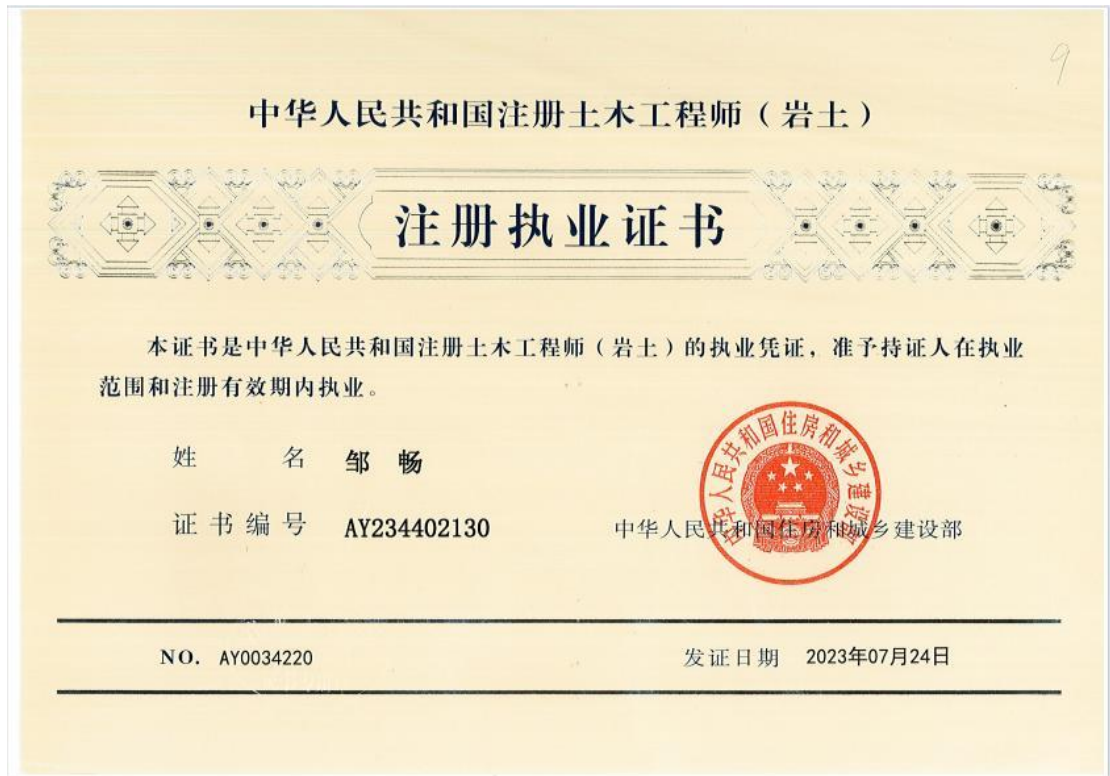 9
中华人民共和国注册土木工程师（岩土）
注册执业证书
本证书是中华人民共和国注册土木工程师（岩土）的执业凭证，准予持证人在执业
范围和注册有效期内执业。
姓 名 邹 畅
中华人民共和国住房和城乡建设部
证书编号 AY234402130
中华人民共和国住房和城乡建设部
NO. AY0034220
发证日期 2023年07月24日